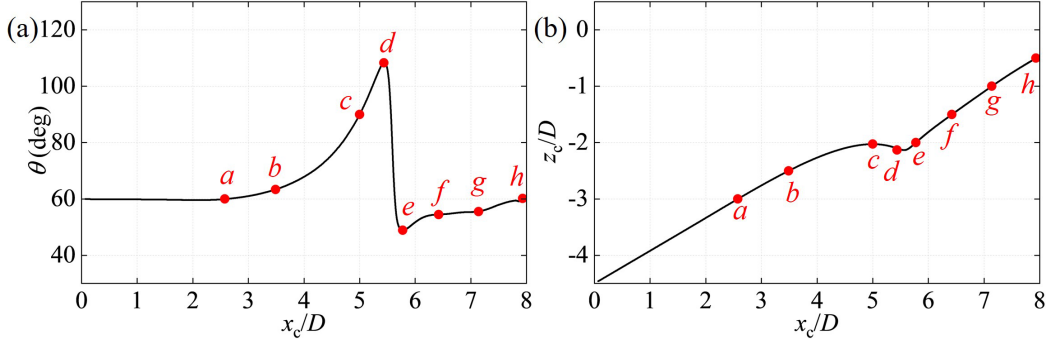 (a)
120
100
80
60
40
θ (deg)
a
b
c
d
e
f
g
h
0 1 2 3 4 5 6 7 8
x_c/D
(b)
0
-1
-2
-3
-4
z_c/D
a
b
c
d
e
f
g
h
0 1 2 3 4 5 6 7 8
x_c/D